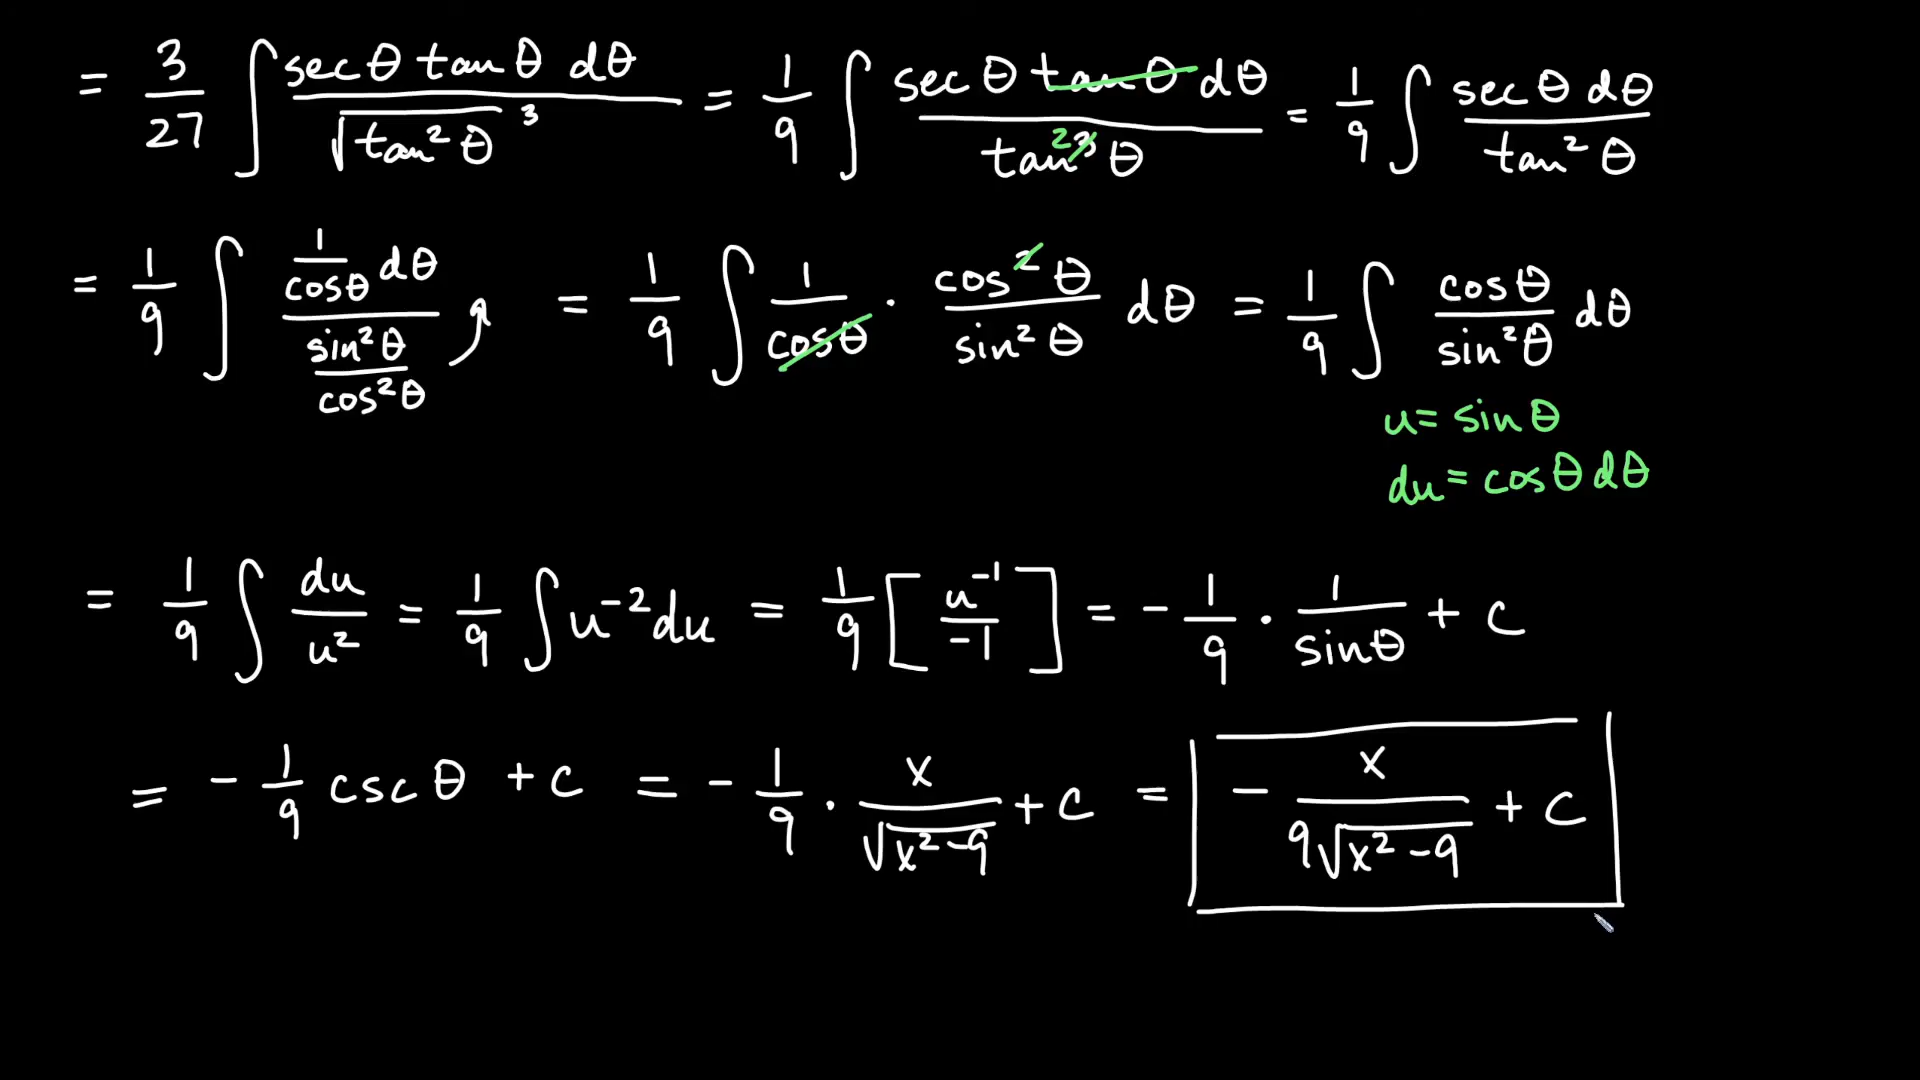 = 3/27 ∫ secθ tanθ dθ / √(tan²θ)³ = 1/9 ∫ secθ tanθ dθ / tan²³θ = 1/9 ∫ secθ dθ / tan²θ
= 1/9 ∫ (1/cosθ dθ) / (sin²θ/cos²θ) = 1/9 ∫ 1/cosθ · cos²θ/sin²θ dθ = 1/9 ∫ cosθ/sin²θ dθ
u = sinθ
du = cosθ dθ
= 1/9 ∫ du/u² = 1/9 ∫ u⁻² du = 1/9 [u⁻¹/-1] = - 1/9 · 1/sinθ + C
= - 1/9 cscθ + C = - 1/9 · x/√(x²-9) + C = - x/(9√(x²-9)) + C